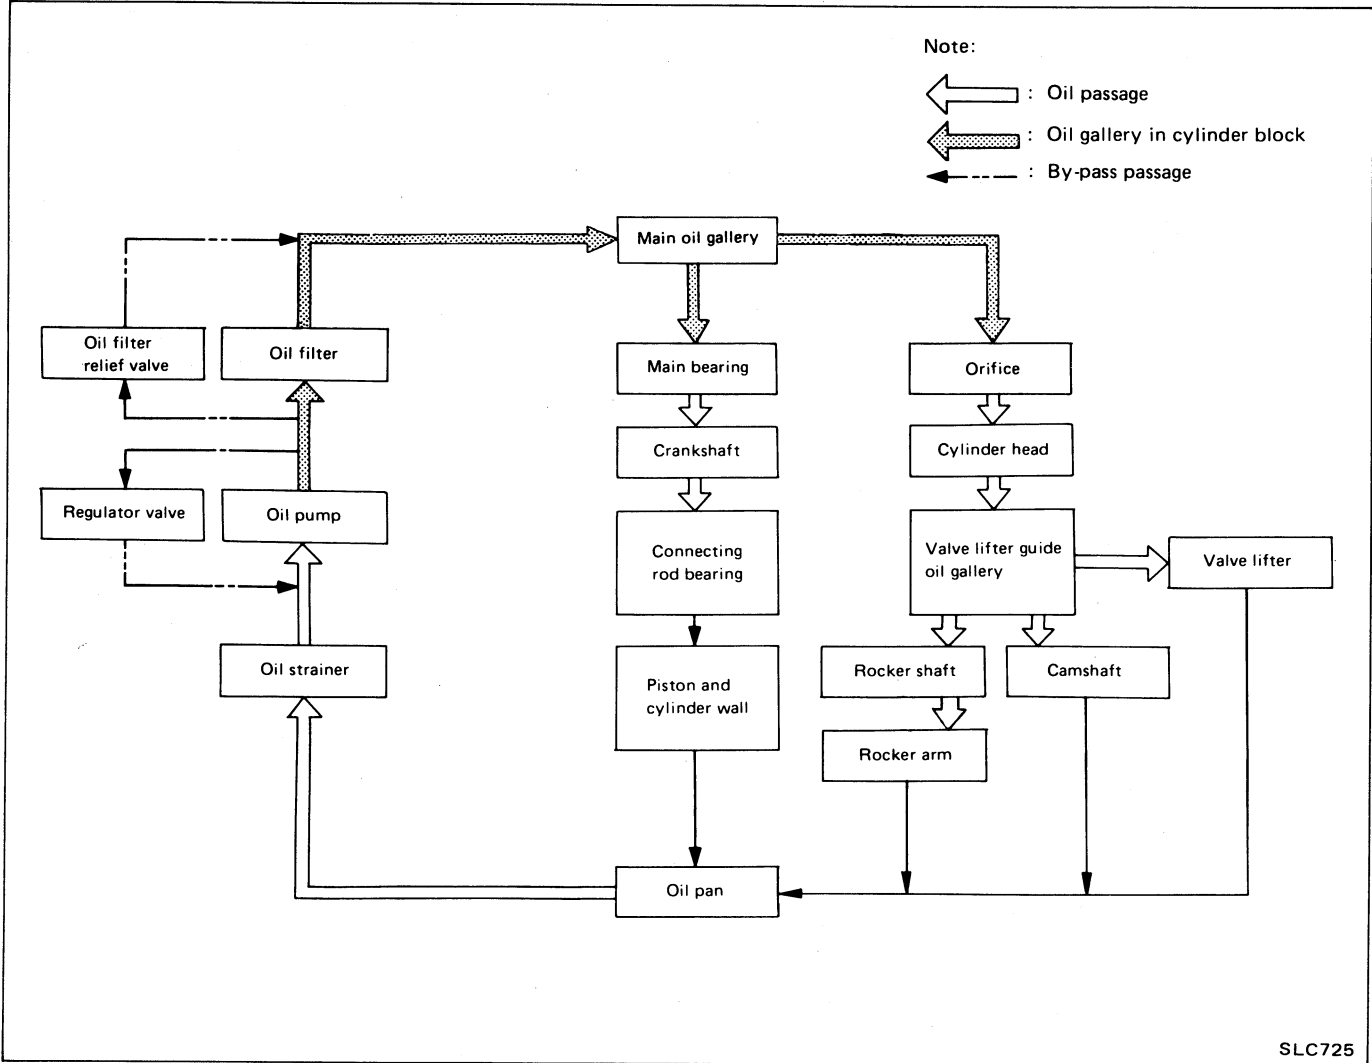 Note:
: Oil passage
: Oil gallery in cylinder block
: By-pass passage
Main oil gallery
Oil filter
relief valve
Oil filter
Main bearing
Orifice
Crankshaft
Cylinder head
Regulator valve
Oil pump
Connecting
rod bearing
Valve lifter guide
oil gallery
Valve lifter
Oil strainer
Piston and
cylinder wall
Rocker shaft
Camshaft
Rocker arm
Oil pan
SLC725